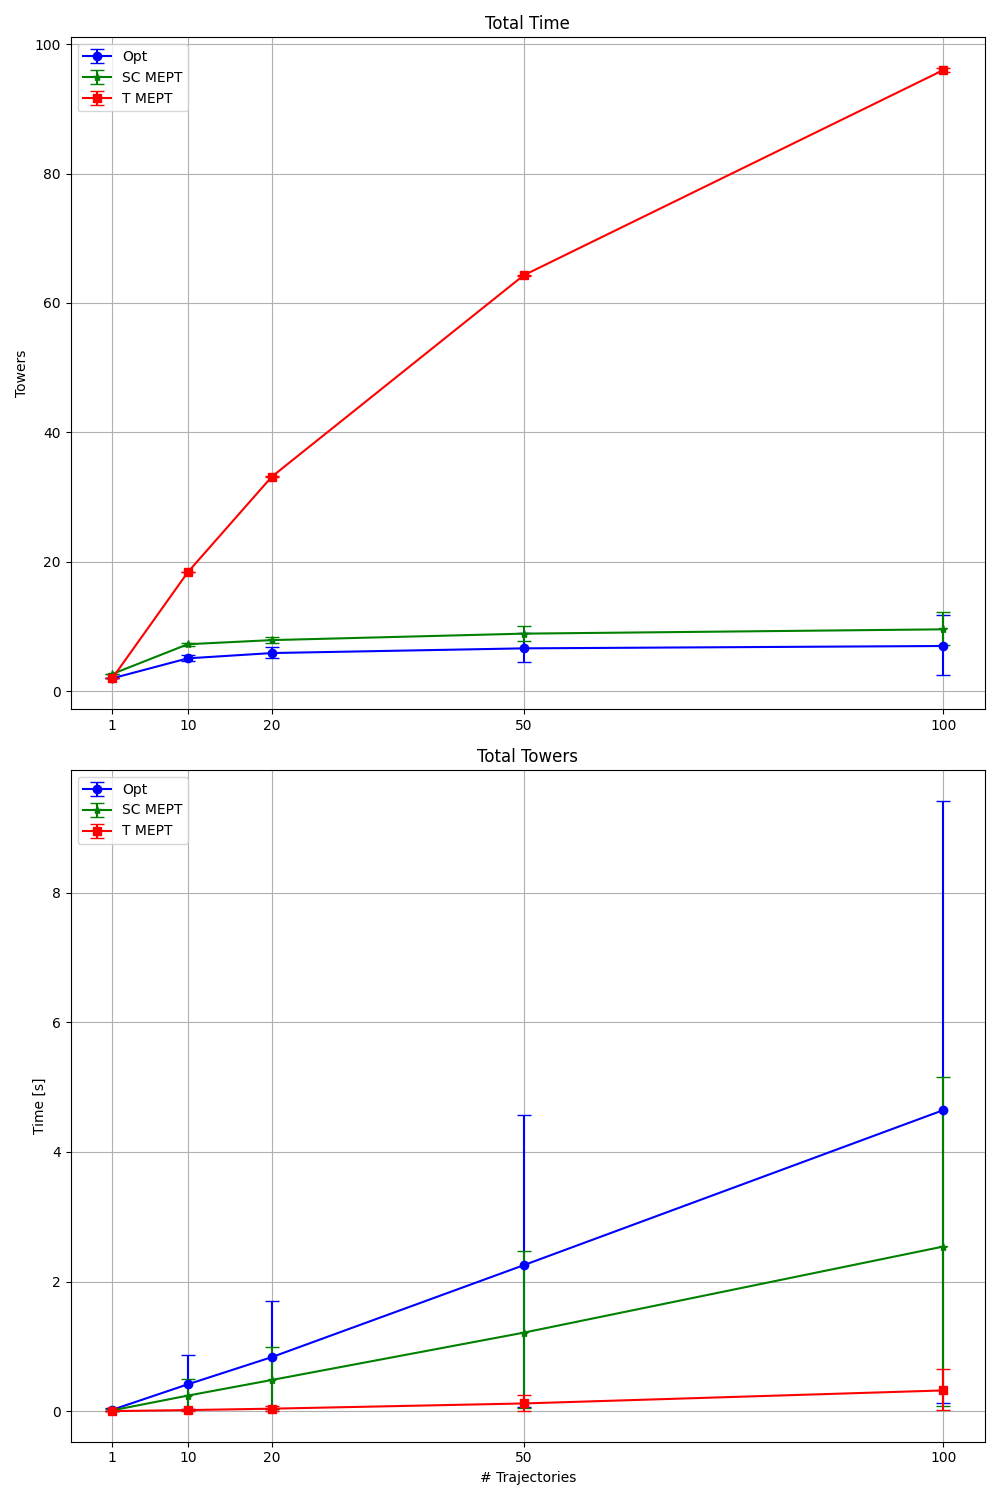 Total Time
Opt
SC MEPT
T MEPT
Towers
100
80
60
40
20
0
1 10 20 50 100
Total Towers
Opt
SC MEPT
T MEPT
Time [s]
8
6
4
2
0
1 10 20 50 100
# Trajectories